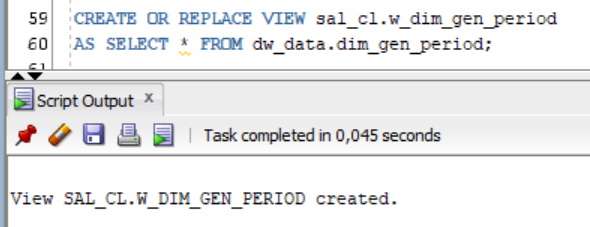 59 CREATE OR REPLACE VIEW sal_cl.w_dim_gen_period
60 AS SELECT * FROM dw_data.dim_gen_period;
61
Script Output x
Task completed in 0,045 seconds
View SAL_CL.W_DIM_GEN_PERIOD created.